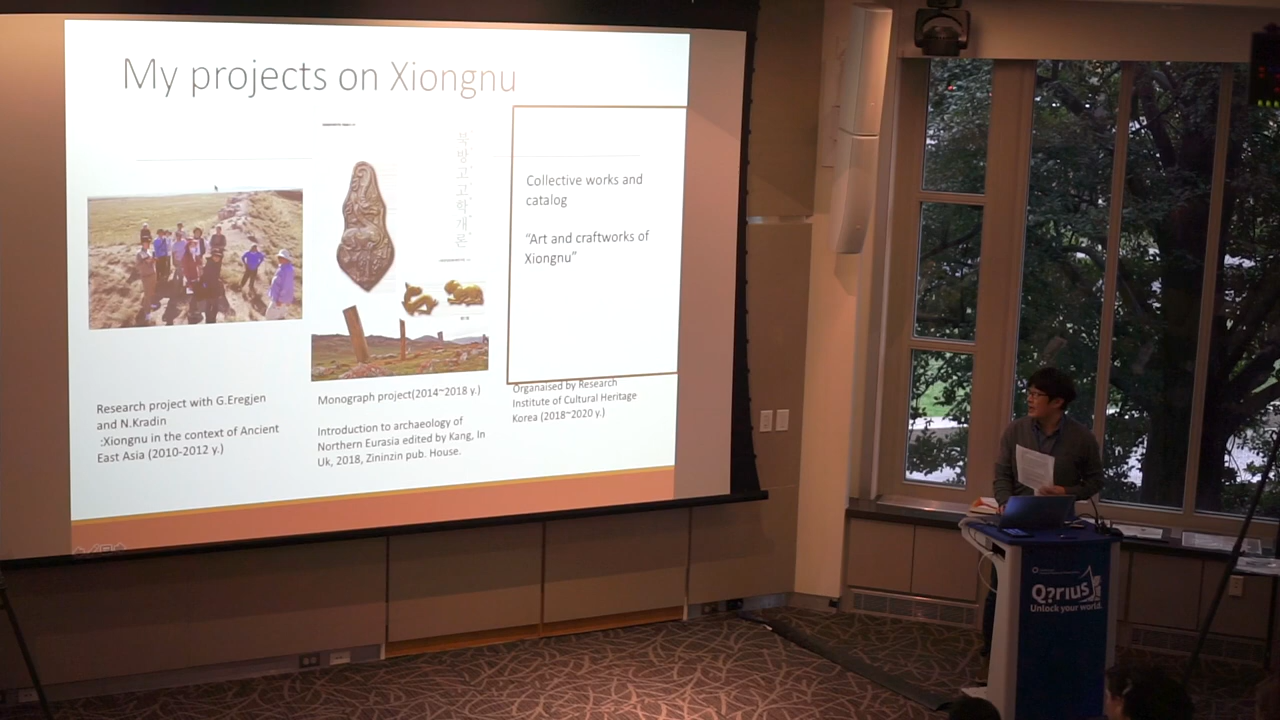 My projects on Xiongnu
북방고고학개론
Collective works and
catalog
“Art and craftworks of
Xiongnu”
Research project with G.Eregjen
and N.Kradin
:Xiongnu in the context of Ancient
East Asia (2010-2012 y.)
Monograph project(2014~2018 y.)
Introduction to archaeology of
Northern Eurasia edited by Kang, In
Uk, 2018, Zininzin pub. House.
Organaised by Research
Institute of Cultural Heritage
Korea (2018~2020 y.)
Q?rius
Unlock your world.